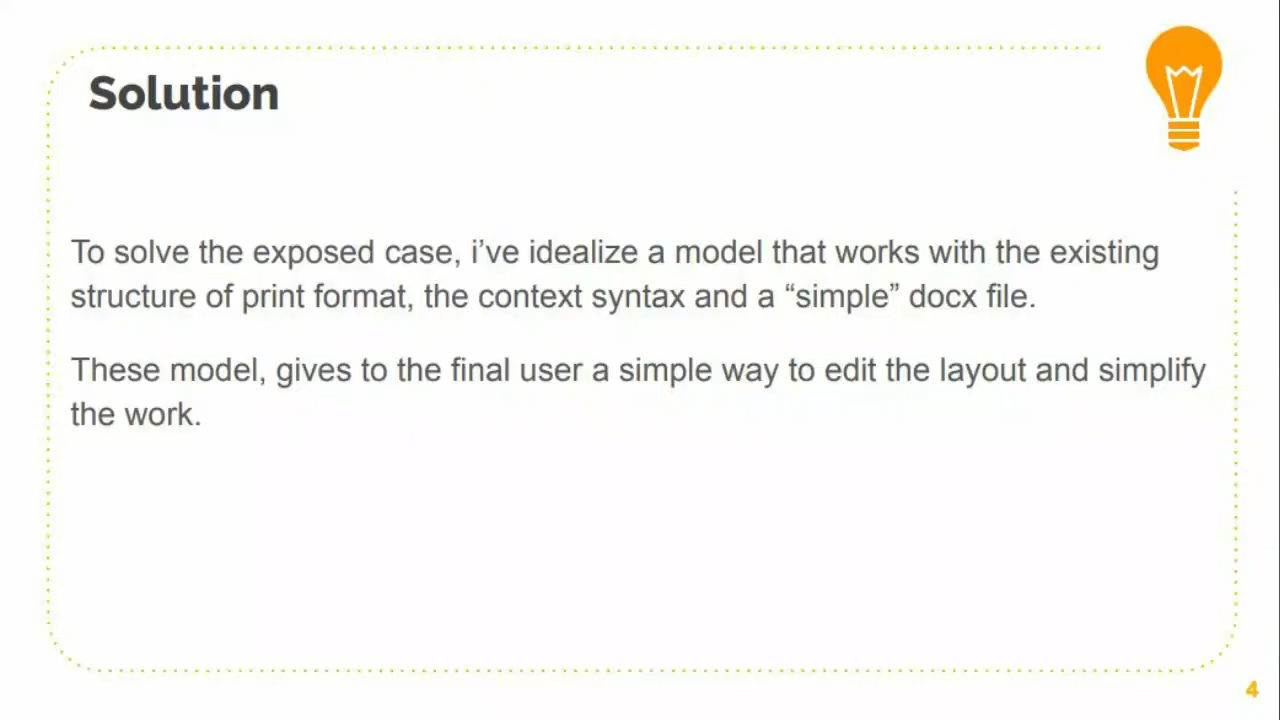 Solution
To solve the exposed case, i’ve idealize a model that works with the existing
structure of print format, the context syntax and a “simple” docx file.
These model, gives to the final user a simple way to edit the layout and simplify
the work.
4